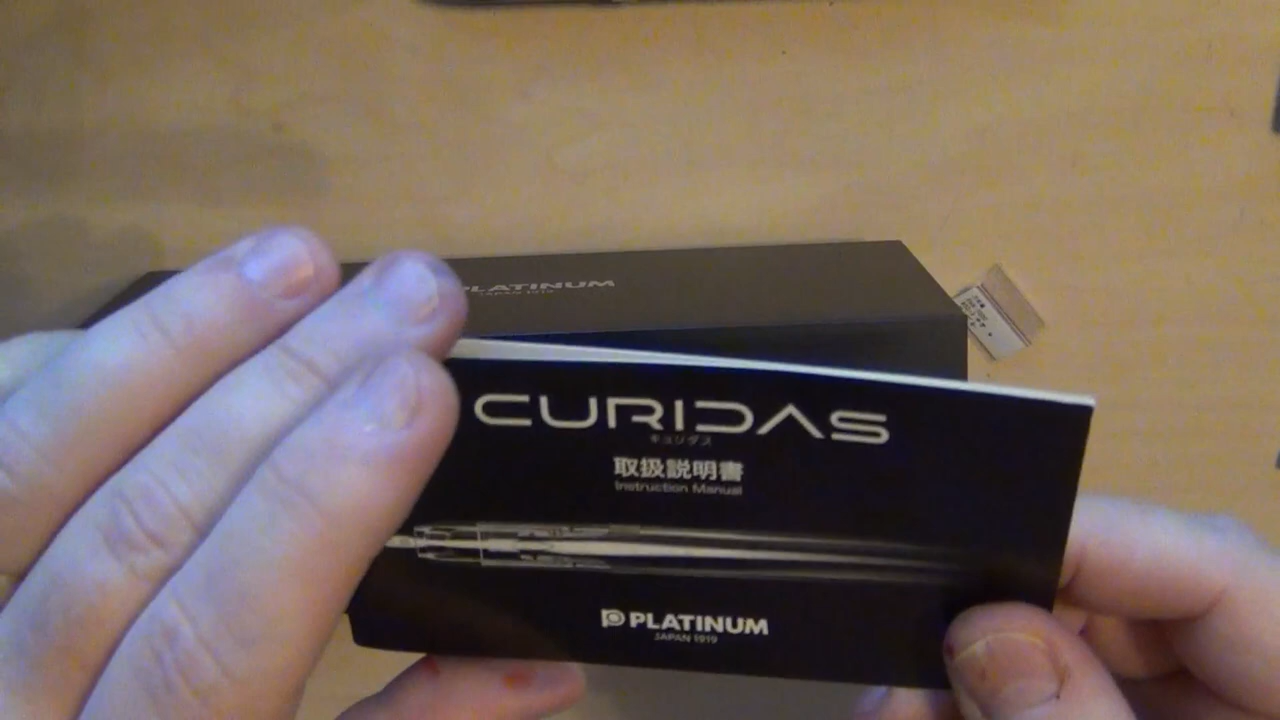 PLATINUM
JAPAN 1919
CURIDAS
キュリダス
取扱説明書
Instruction Manual
PLATINUM
JAPAN 1919